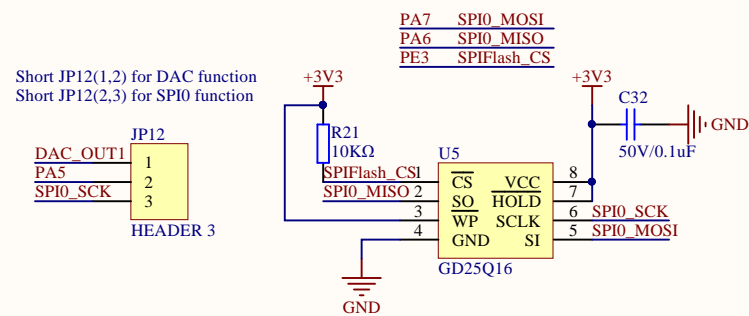 PA7 SPI0_MOSI
PA6 SPI0_MISO
PE3 SPIFlash_CS
Short JP12(1,2) for DAC function
Short JP12(2,3) for SPI0 function
+3V3
+3V3
C32
GND
50V/0.1uF
R21
10KΩ
JP12
DAC_OUT1 1
PA5 2
SPI0_SCK 3
HEADER 3
U5
SPIFlash_CS 1 CS VCC 8
SPI0_MISO 2 SO HOLD 7
3 WP SCLK 6 SPI0_SCK
4 GND SI 5 SPI0_MOSI
GD25Q16
GND